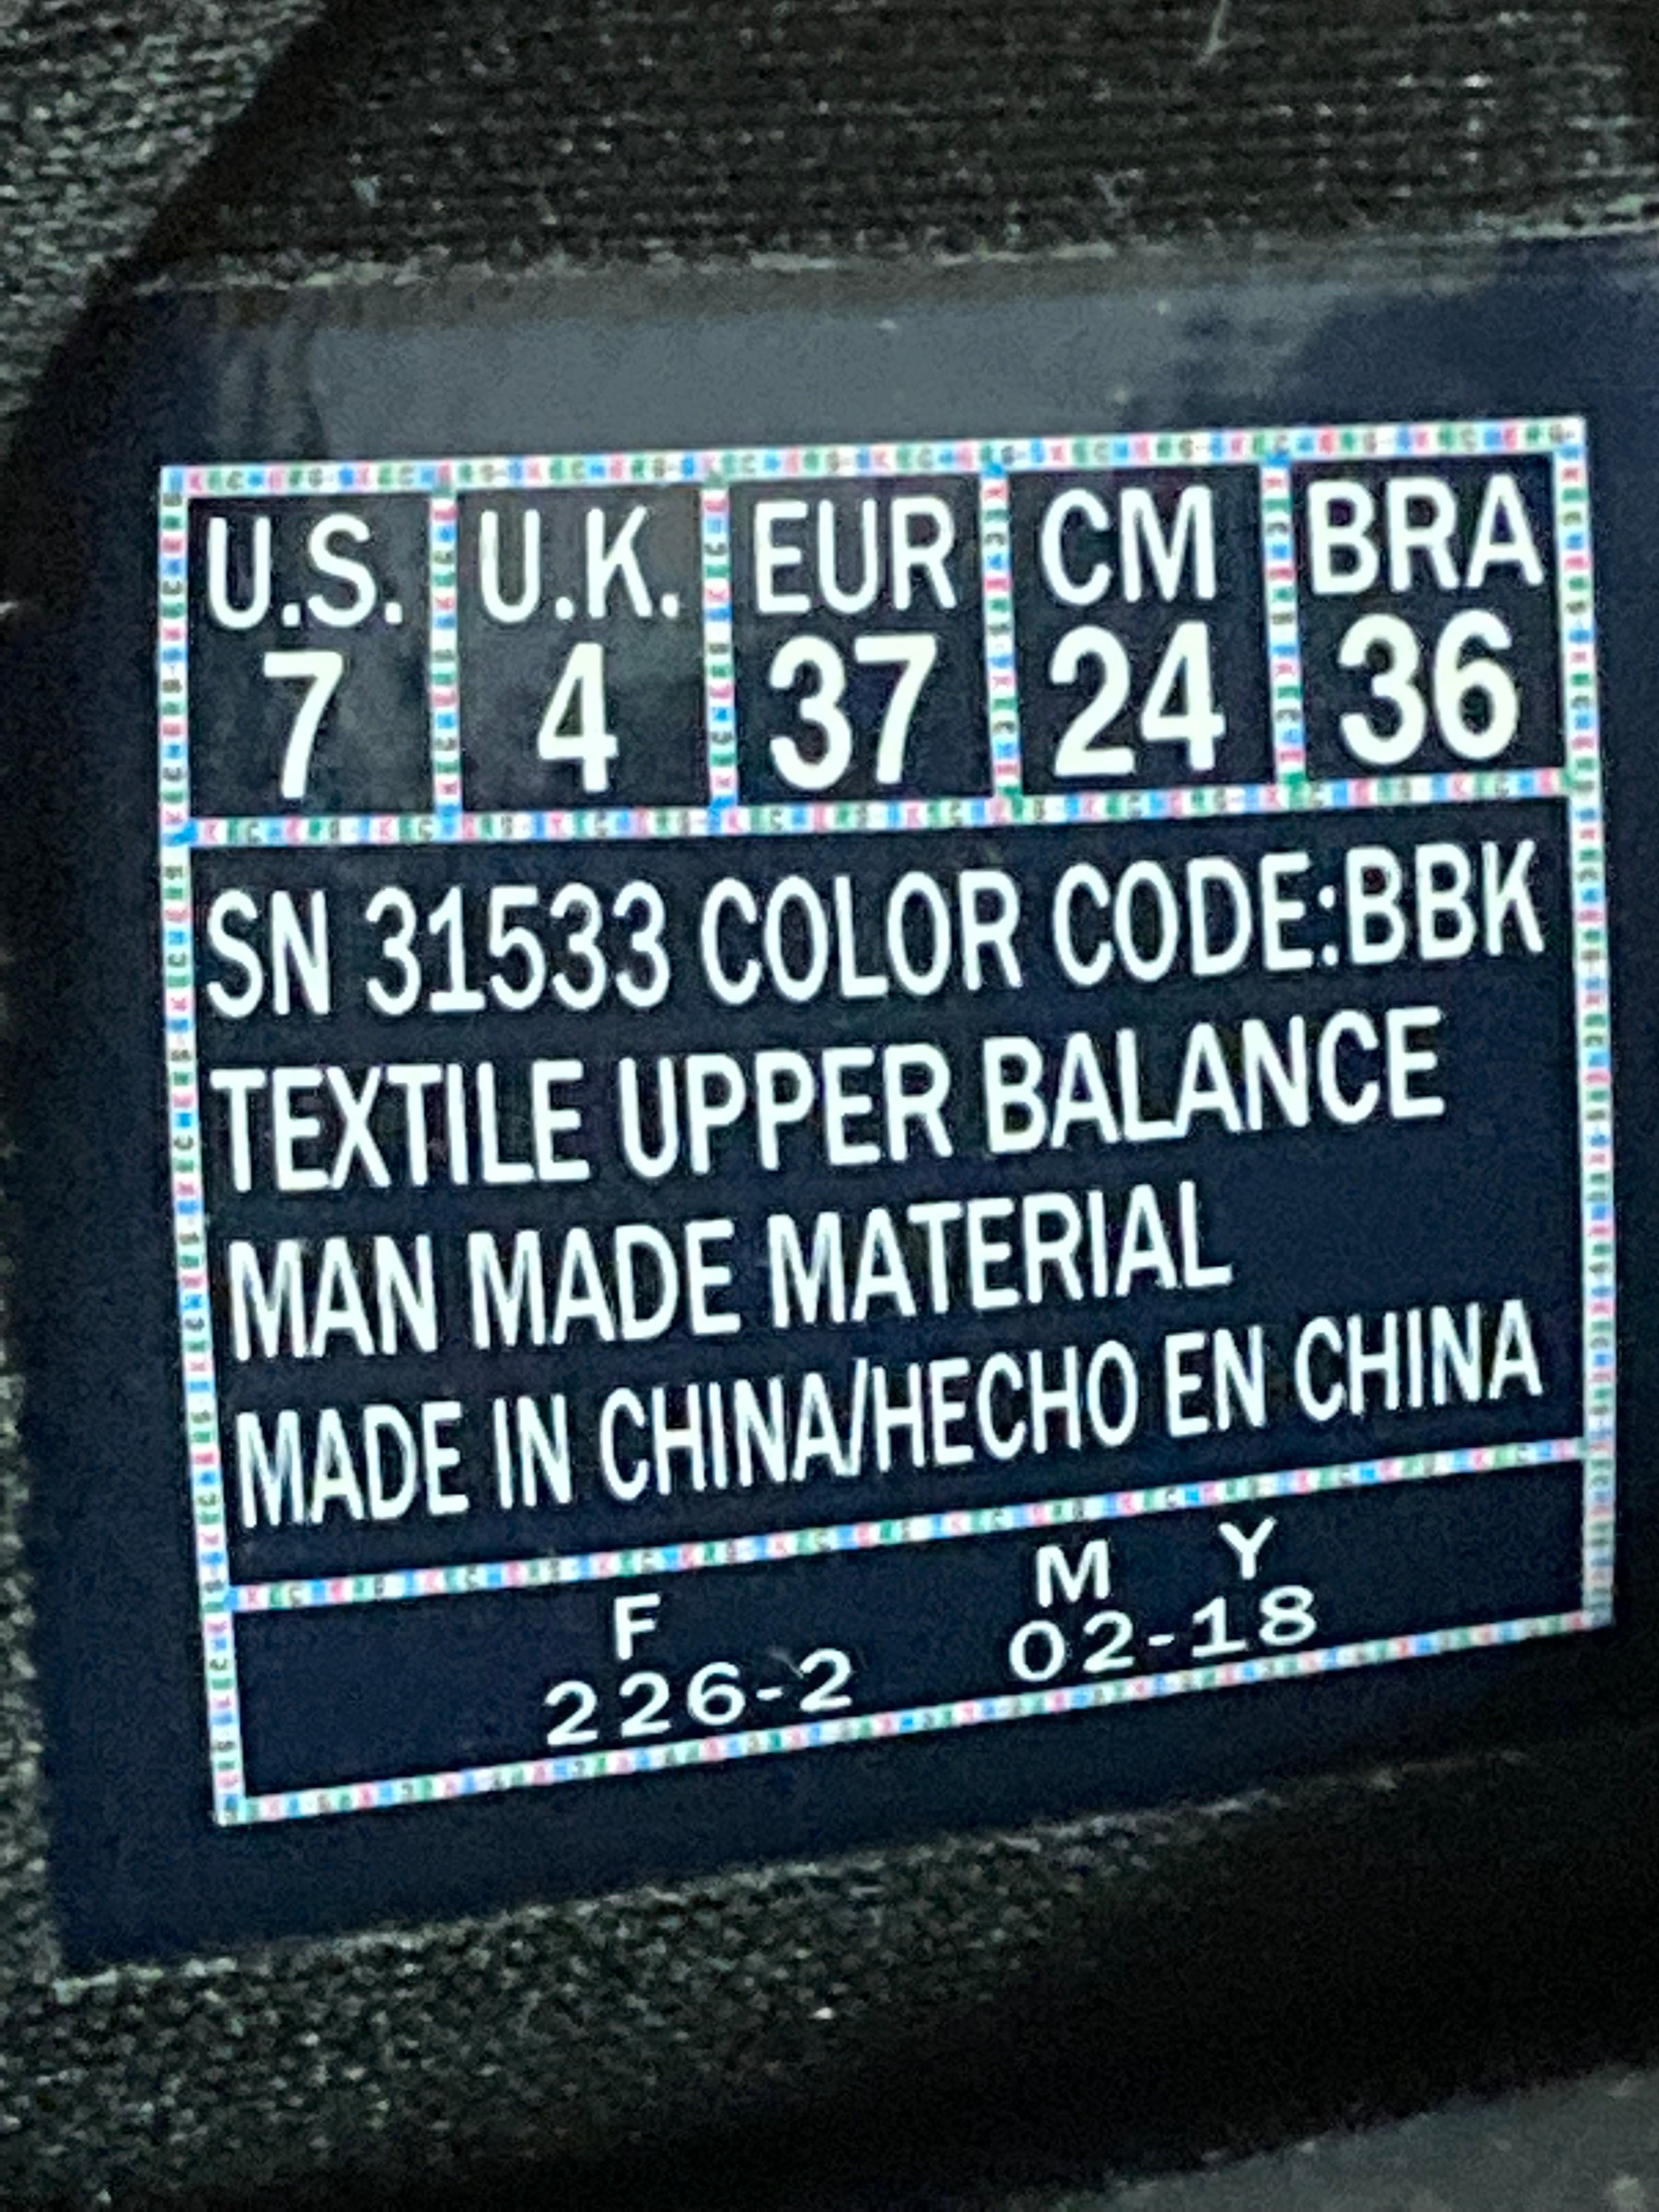 U.S. U.K. EUR CM BRA
7 4 37 24 36
SN 31533 COLOR CODE:BBK
TEXTILE UPPER BALANCE
MAN MADE MATERIAL
MADE IN CHINA/HECHO EN CHINA
F M Y
226-2 02-18